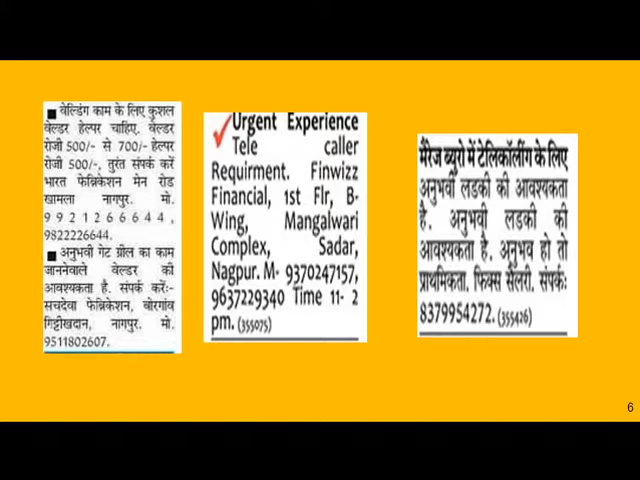 ■ वेल्डिंग काम के लिए कुशल
वेल्डर हेल्पर चाहिए. वेल्डर
रोजी 500/- से 700/- हेल्पर
रोजी 500/-, तुरंत संपर्क करें
भारत फेब्रिकेशन मेन रोड
खामला नागपुर. मो.
9921266644,
9822226644.
■ अनुभवी गेट ग्रील का काम
जाननेवाले वेल्डर की
आवश्यकता है. संपर्क करें:-
सचदेवा फेब्रिकेशन, बोरगांव
गिट्टीखदान, नागपुर. मो.
9511802607.
Urgent Experience
Tele caller
Requirment. Finwizz
Financial, 1st Flr, B-
Wing, Mangalwari
Complex, Sadar,
Nagpur. M- 9370247157,
9637229340 Time 11- 2
pm. (355075)
मैरेज ब्युरो में टेलिकॉलींग के लिए
अनुभवी लडकी की आवश्यकता
है. अनुभवी लडकी की
आवश्यकता है. अनुभव हो तो
प्राथमिकता. फिक्स सैलरी. संपर्क:
8379954272. (355426)
6